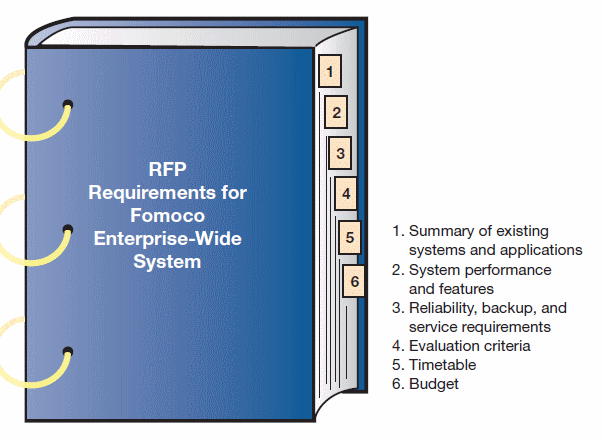 RFP
Requirements for
Fomoco
Enterprise-Wide
System
1
2
3
4
5
6
1. Summary of existing
systems and applications
2. System performance
and features
3. Reliability, backup, and
service requirements
4. Evaluation criteria
5. Timetable
6. Budget